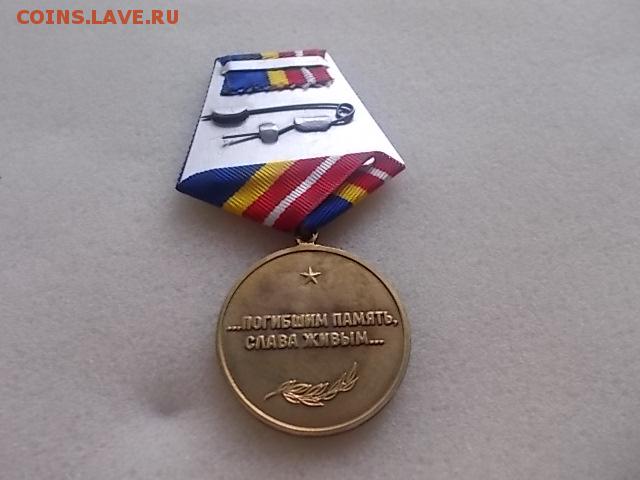 COINS.LAVE.RU
...ПОГИБШИМ ПАМЯТЬ,
СЛАВА ЖИВЫМ...